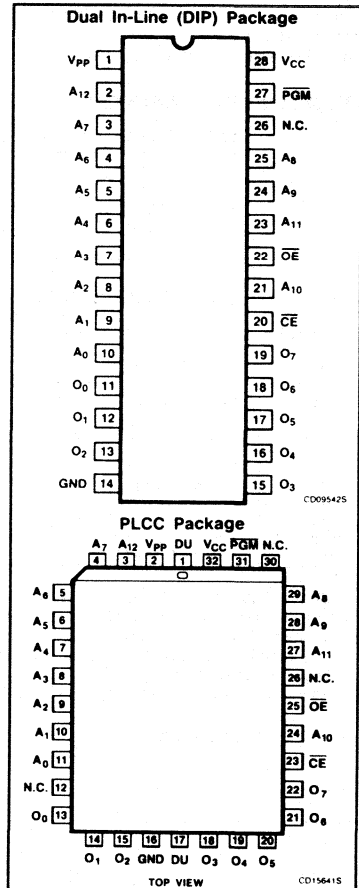 Dual In-Line (DIP) Package
VPP 1 28 VCC
A12 2 27 PGM
A7 3 26 N.C.
A6 4 25 A8
A5 5 24 A9
A4 6 23 A11
A3 7 22 OE
A2 8 21 A10
A1 9 20 CE
A0 10 19 O7
O0 11 18 O6
O1 12 17 O5
O2 13 16 O4
GND 14 15 O3
CD09542S
PLCC Package
A7 A12 VPP DU VCC PGM N.C.
4 3 2 1 32 31 30
A6 5 29 A8
A5 6 28 A9
A4 7 27 A11
A3 8 26 N.C.
A2 9 25 OE
A1 10 24 A10
A0 11 23 CE
N.C. 12 22 O7
O0 13 21 O6
14 15 16 17 18 19 20
O1 O2 GND DU O3 O4 O5
TOP VIEW
CD15641S